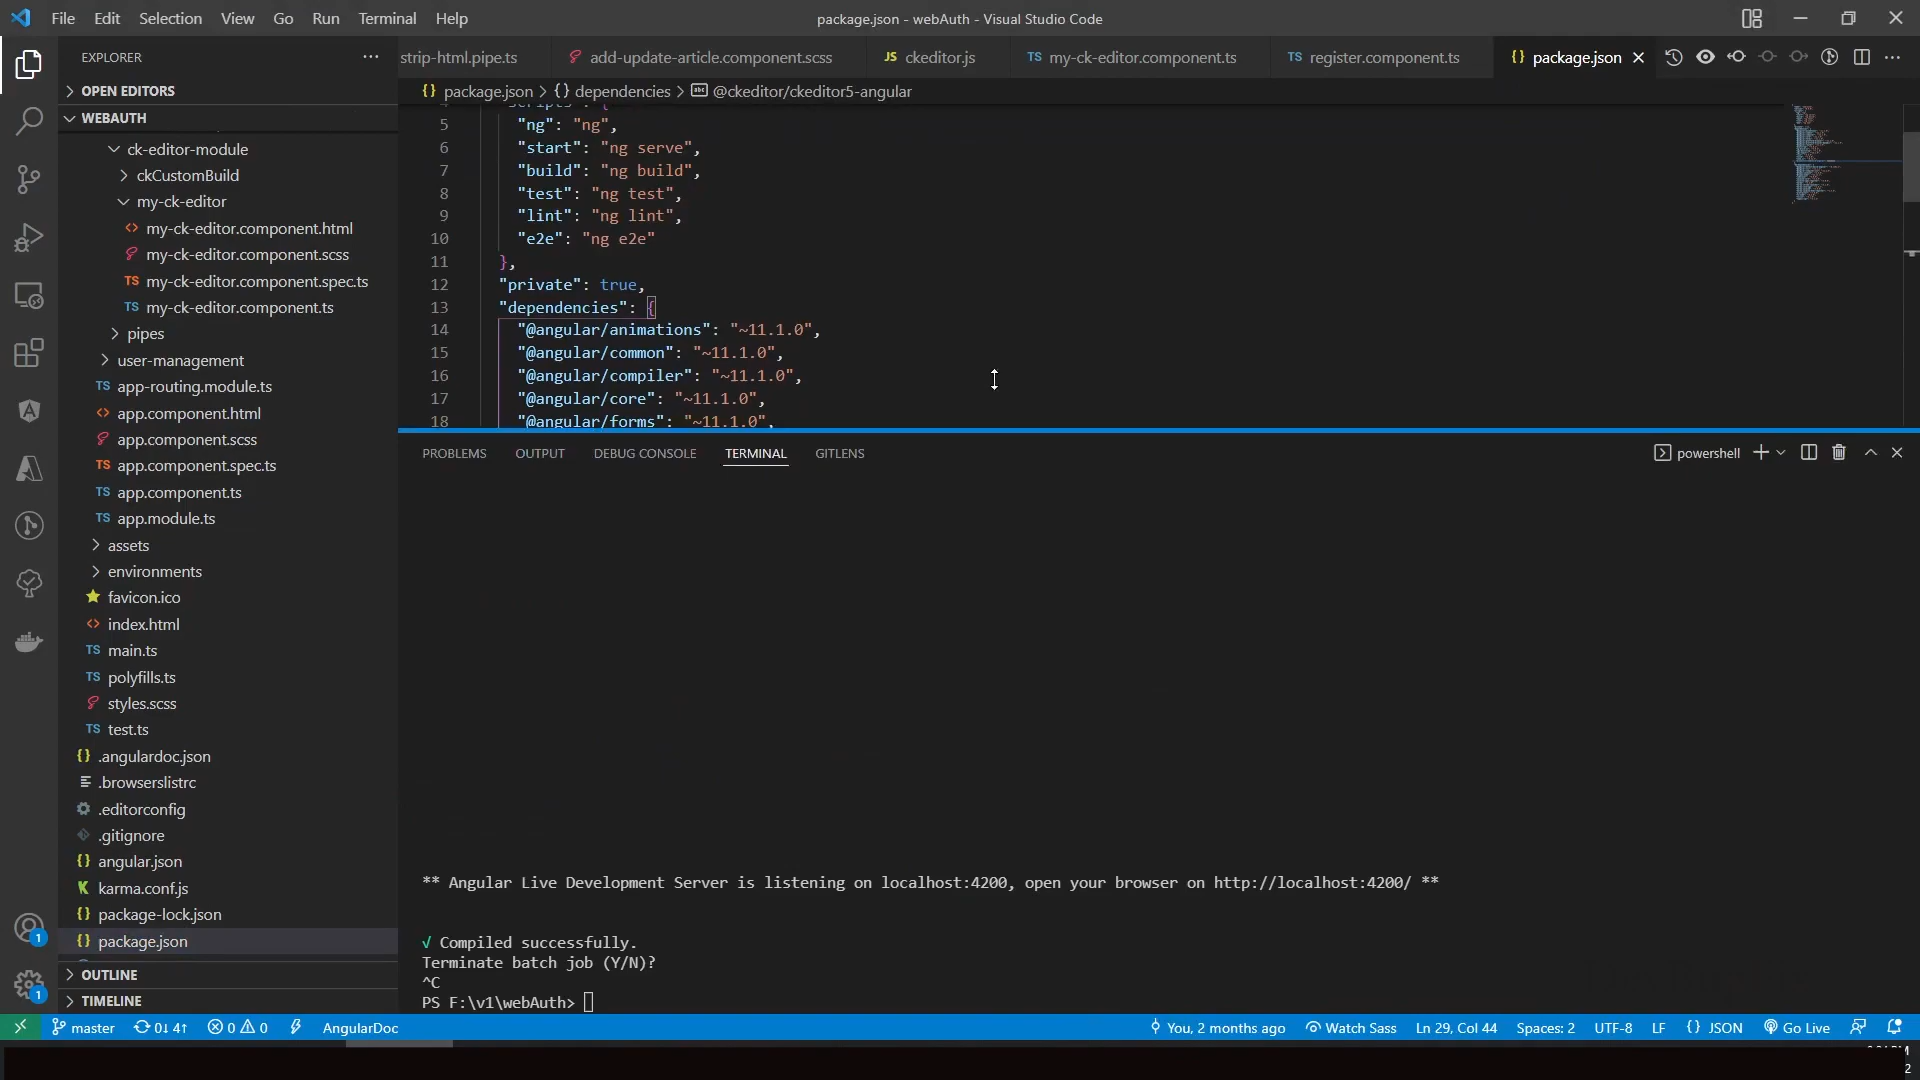 File Edit Selection View Go Run Terminal Help
package.json - webAuth - Visual Studio Code
EXPLORER
strip-html.pipe.ts
add-update-article.component.scss
JS ckeditor.js
TS my-ck-editor.component.ts
TS register.component.ts
{} package.json
OPEN EDITORS
{} package.json > {} dependencies > @ckeditor/ckeditor5-angular
WEBAUTH
ck-editor-module
ckCustomBuild
my-ck-editor
my-ck-editor.component.html
my-ck-editor.component.scss
TS my-ck-editor.component.spec.ts
TS my-ck-editor.component.ts
pipes
user-management
TS app-routing.module.ts
app.component.html
app.component.scss
TS app.component.spec.ts
TS app.component.ts
TS app.module.ts
assets
environments
favicon.ico
index.html
TS main.ts
TS polyfills.ts
styles.scss
TS test.ts
{} .angulardoc.json
.browserslistrc
.editorconfig
.gitignore
{} angular.json
karma.conf.js
{} package-lock.json
{} package.json
OUTLINE
TIMELINE
4 "scripts": {
5 "ng": "ng",
6 "start": "ng serve",
7 "build": "ng build",
8 "test": "ng test",
9 "lint": "ng lint",
10 "e2e": "ng e2e"
11 },
12 "private": true,
13 "dependencies": {
14 "@angular/animations": "~11.1.0",
15 "@angular/common": "~11.1.0",
16 "@angular/compiler": "~11.1.0",
17 "@angular/core": "~11.1.0",
18 "@angular/forms": "~11.1.0",
PROBLEMS OUTPUT DEBUG CONSOLE TERMINAL GITLENS
powershell
** Angular Live Development Server is listening on localhost:4200, open your browser on http://localhost:4200/ **
√ Compiled successfully.
Terminate batch job (Y/N)?
^C
PS F:\v1\webAuth>
1
1
master 0↓ 4↑ 0 0 AngularDoc
You, 2 months ago Watch Sass Ln 29, Col 44 Spaces: 2 UTF-8 LF {} JSON Go Live